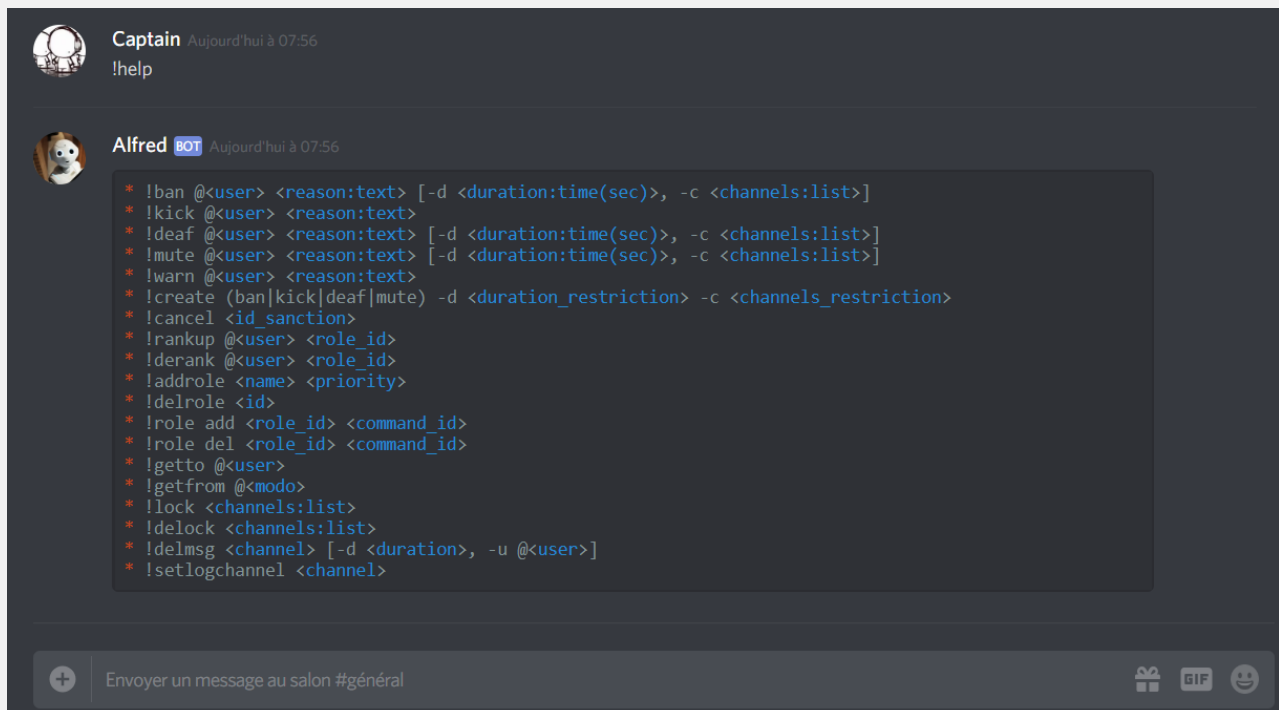 Captain Aujourd'hui à 07:56
!help
Alfred BOT Aujourd'hui à 07:56
* !ban @<user> <reason:text> [-d <duration:time(sec)>, -c <channels:list>]
* !kick @<user> <reason:text>
* !deaf @<user> <reason:text> [-d <duration:time(sec)>, -c <channels:list>]
* !mute @<user> <reason:text> [-d <duration:time(sec)>, -c <channels:list>]
* !warn @<user> <reason:text>
* !create (ban|kick|deaf|mute) -d <duration_restriction> -c <channels_restriction>
* !cancel <id_sanction>
* !rankup @<user> <role_id>
* !derank @<user> <role_id>
* !addrole <name> <priority>
* !delrole <id>
* !role add <role_id> <command_id>
* !role del <role_id> <command_id>
* !getto @<user>
* !getfrom @<modo>
* !lock <channels:list>
* !delock <channels:list>
* !delmsg <channel> [-d <duration>, -u @<user>]
* !setlogchannel <channel>
Envoyer un message au salon #général
GIF